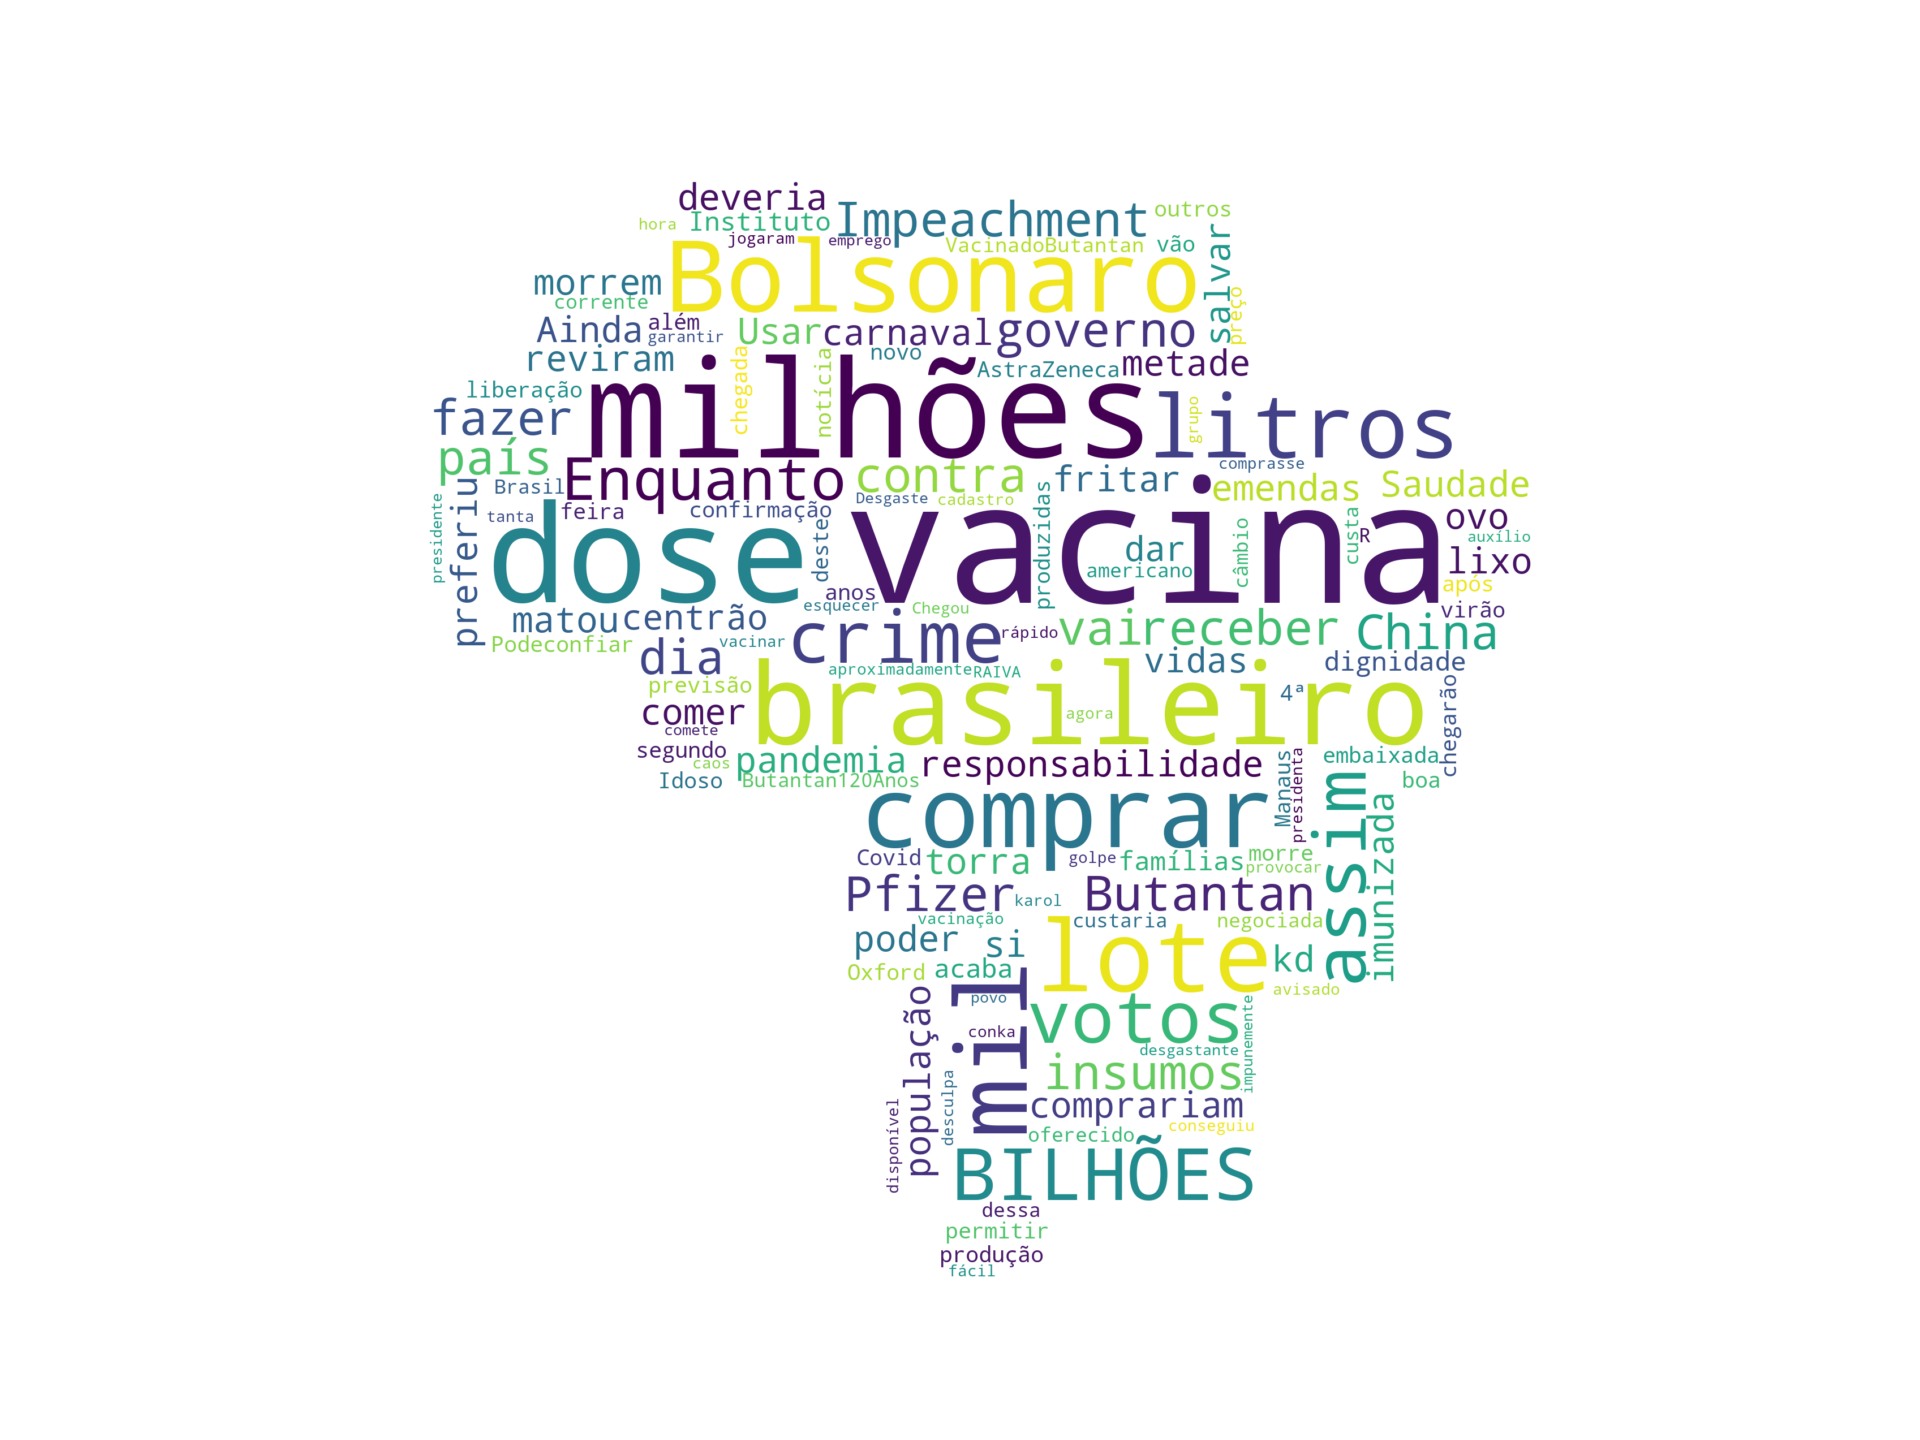 deveria
hora Instituto Impeachment outros
jogaram emprego VacinadoButantan vão
Bolsonaro salvar
morrem
corrente preço
Ainda além Usar carnaval governo
garantir
reviram chegada notícia novo AstraZeneca metade
liberação
fazer milhões litros grupo
país Enquanto contra fritar comprasse
emendas Saudade
preferiu Brasil Desgaste cadastro
presidente tanta feira confirmação ovo
dose deste vacina produzidas dar câmbio custa R auxílio
americano lixo
anos após
matou centrão esquecer Chegou virão
Podeconfiar vacinar crime rápido vai receber China
dia aproximadamente RAIVA vidas dignidade
previsão brasileiro 4ª chegarão
comer agora
comete
segundo caos pandemia responsabilidade embaixada
Idoso Butantan120Anos Manaus presidenta boa
comprar assim imunizada
Covid torra golpe famílias morre
provocar
Pfizer karol Butantan
vacinação custaria negociada
poder si lote kd
Oxford acaba avisado
população povo mil votos impunemente
conka
desgastante
disponível desculpa insumos
comprariam
oferecido conseguiu
BILHÕES
dessa
permitir
produção
fácil